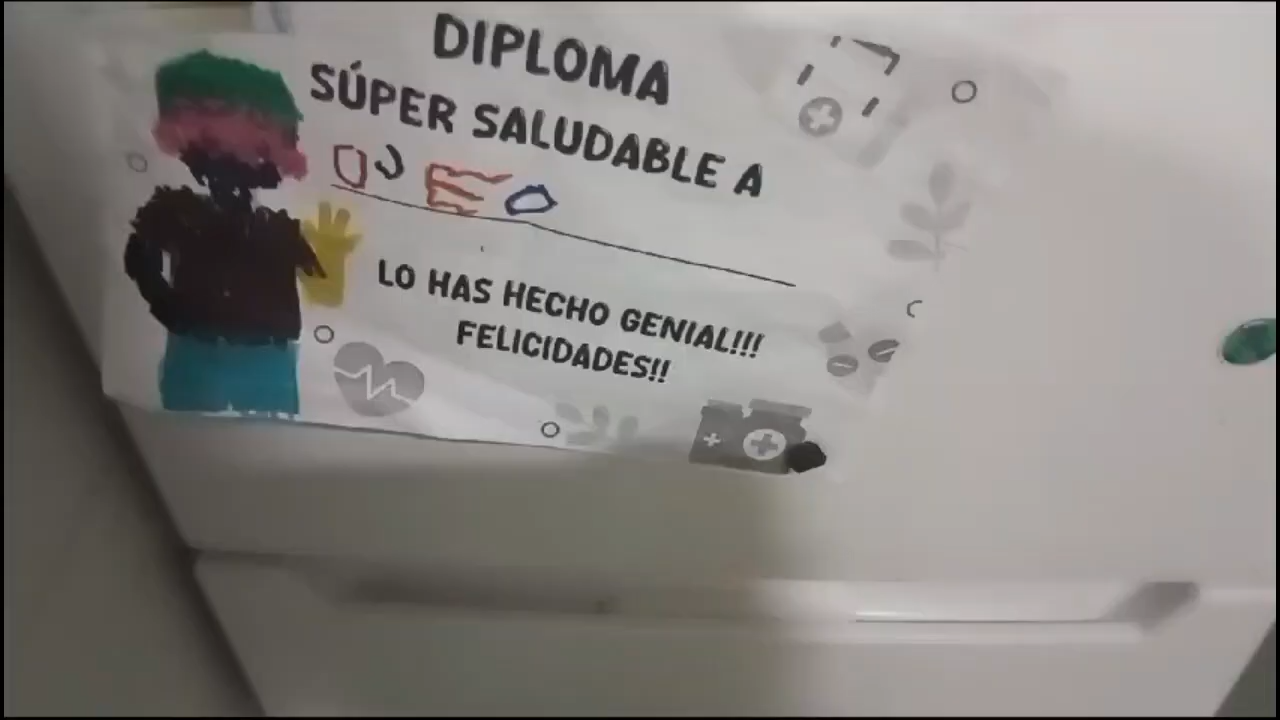 DIPLOMA
SÚPER SALUDABLE A
LO HAS HECHO GENIAL!!!
FELICIDADES!!